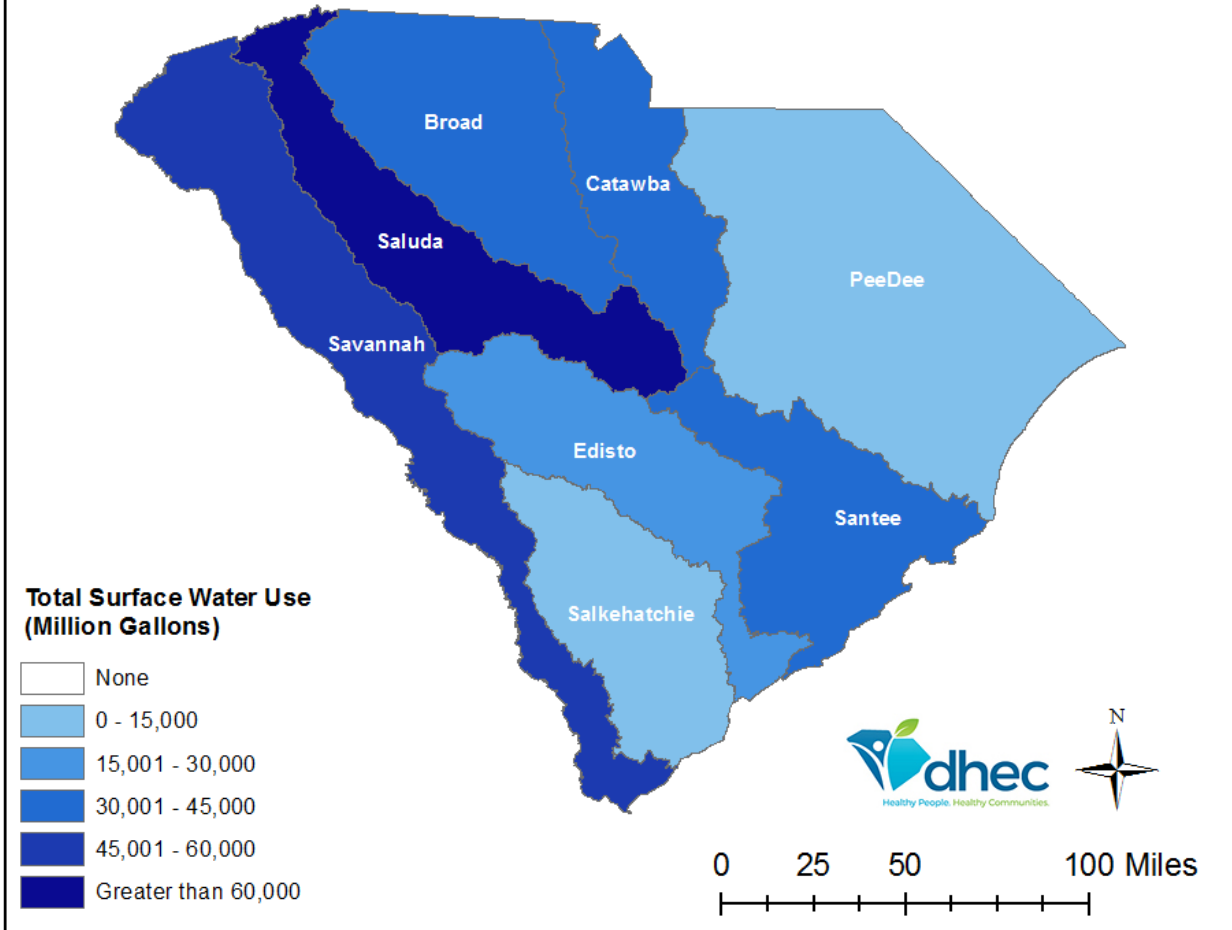 Broad
Catawba
Saluda
PeeDee
Savannah
Edisto
Santee
Salkehatchie
Total Surface Water Use
(Million Gallons)
None
0 - 15,000
15,001 - 30,000
30,001 - 45,000
45,001 - 60,000
Greater than 60,000
dhec
Healthy People. Healthy Communities.
N
0 25 50 100 Miles